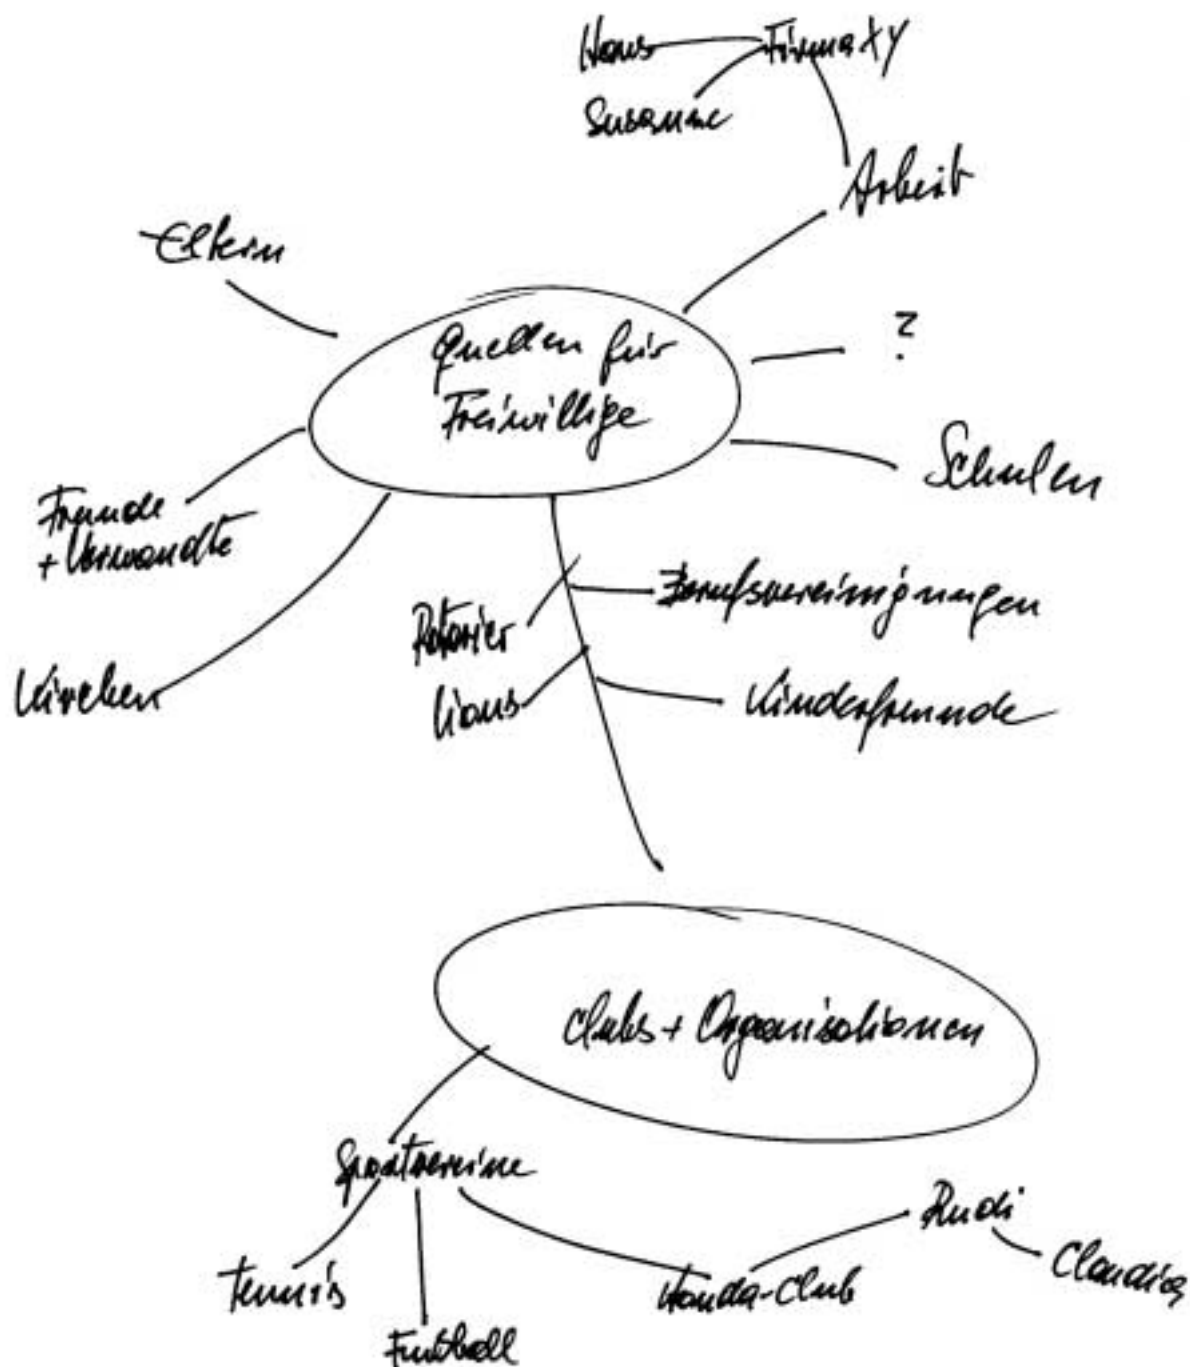 Hans
Firma XY
Susanne
Arbeit
Eltern
?
Quellen für
Freiwillige
Schulen
Freunde
+ Verwandte
Berufsvereinigungen
Rotarier
Kirchen
Lions
Kinderfreunde
Clubs + Organisationen
Sportvereine
Rudi
Claudia
Tennis
Honda-Club
Fußball